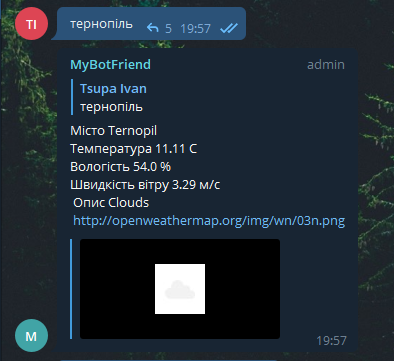 TI
тернопіль 5 19:57
MyBotFriend admin
Tsupa Ivan
тернопіль
Місто Ternopil
Температура 11.11 C
Вологість 54.0 %
Швидкість вітру 3.29 м/с
Опис Clouds
http://openweathermap.org/img/wn/03n.png
M
19:57